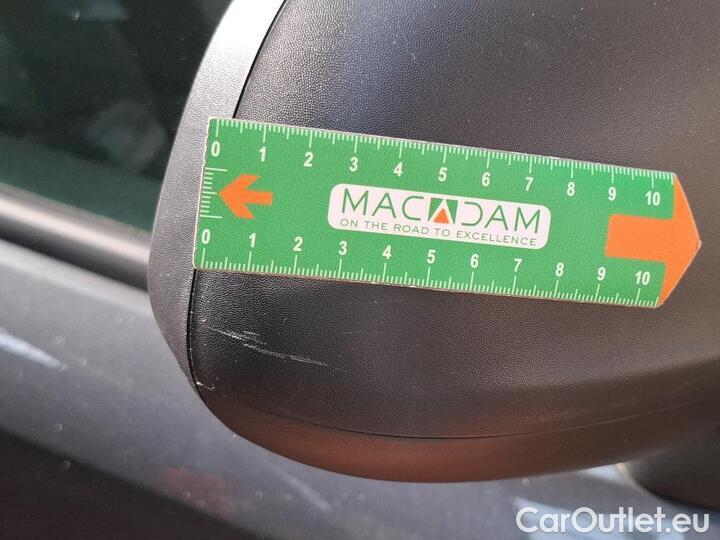 0 1 2 3 4 5 6 7 8 9 10
MACADAM
ON THE ROAD TO EXCELLENCE
0 1 2 3 4 5 6 7 8 9 10
CarOutlet.eu